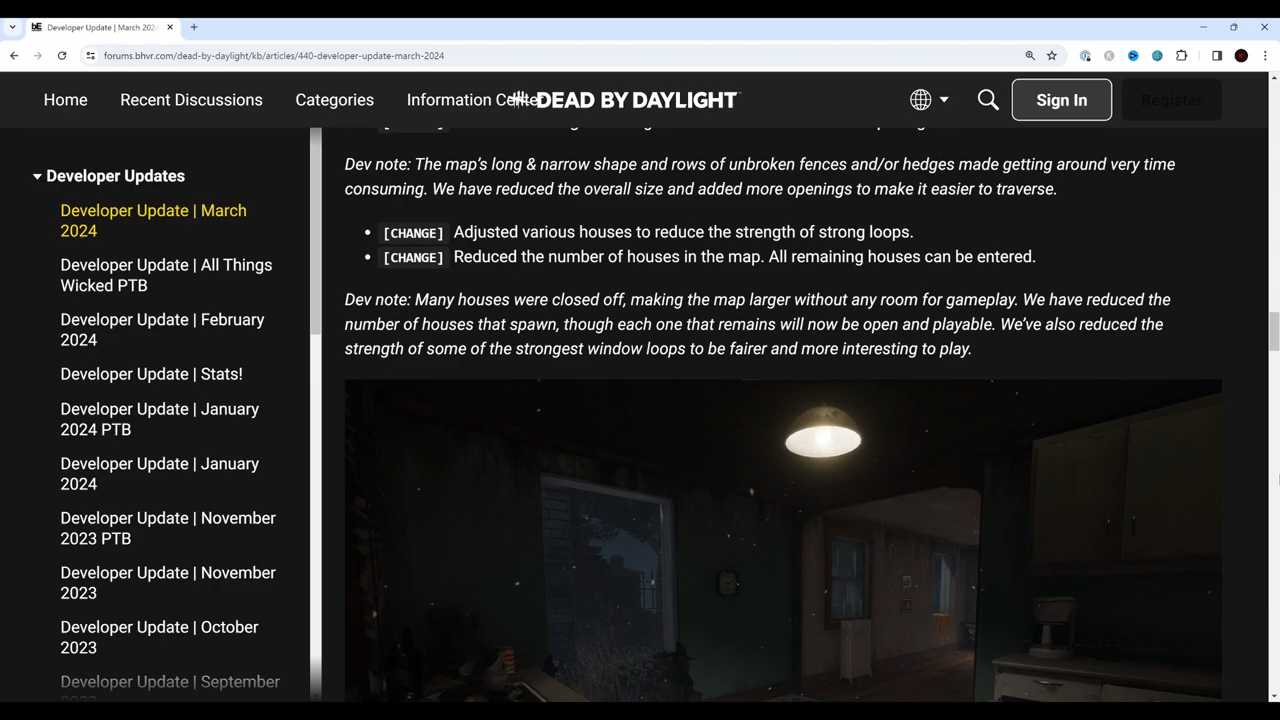 Developer Update | March 2024
forums.bhvr.com/dead-by-daylight/kb/articles/440-developer-update-march-2024
Home
Recent Discussions
Categories
Information Cente
DEAD BY DAYLIGHT
Sign In
Register
Developer Updates
Developer Update | March
2024
Developer Update | All Things
Wicked PTB
Developer Update | February
2024
Developer Update | Stats!
Developer Update | January
2024 PTB
Developer Update | January
2024
Developer Update | November
2023 PTB
Developer Update | November
2023
Developer Update | October
2023
Developer Update | September
Dev note: The map's long & narrow shape and rows of unbroken fences and/or hedges made getting around very time
consuming. We have reduced the overall size and added more openings to make it easier to traverse.
• [CHANGE] Adjusted various houses to reduce the strength of strong loops.
• [CHANGE] Reduced the number of houses in the map. All remaining houses can be entered.
Dev note: Many houses were closed off, making the map larger without any room for gameplay. We have reduced the
number of houses that spawn, though each one that remains will now be open and playable. We've also reduced the
strength of some of the strongest window loops to be fairer and more interesting to play.